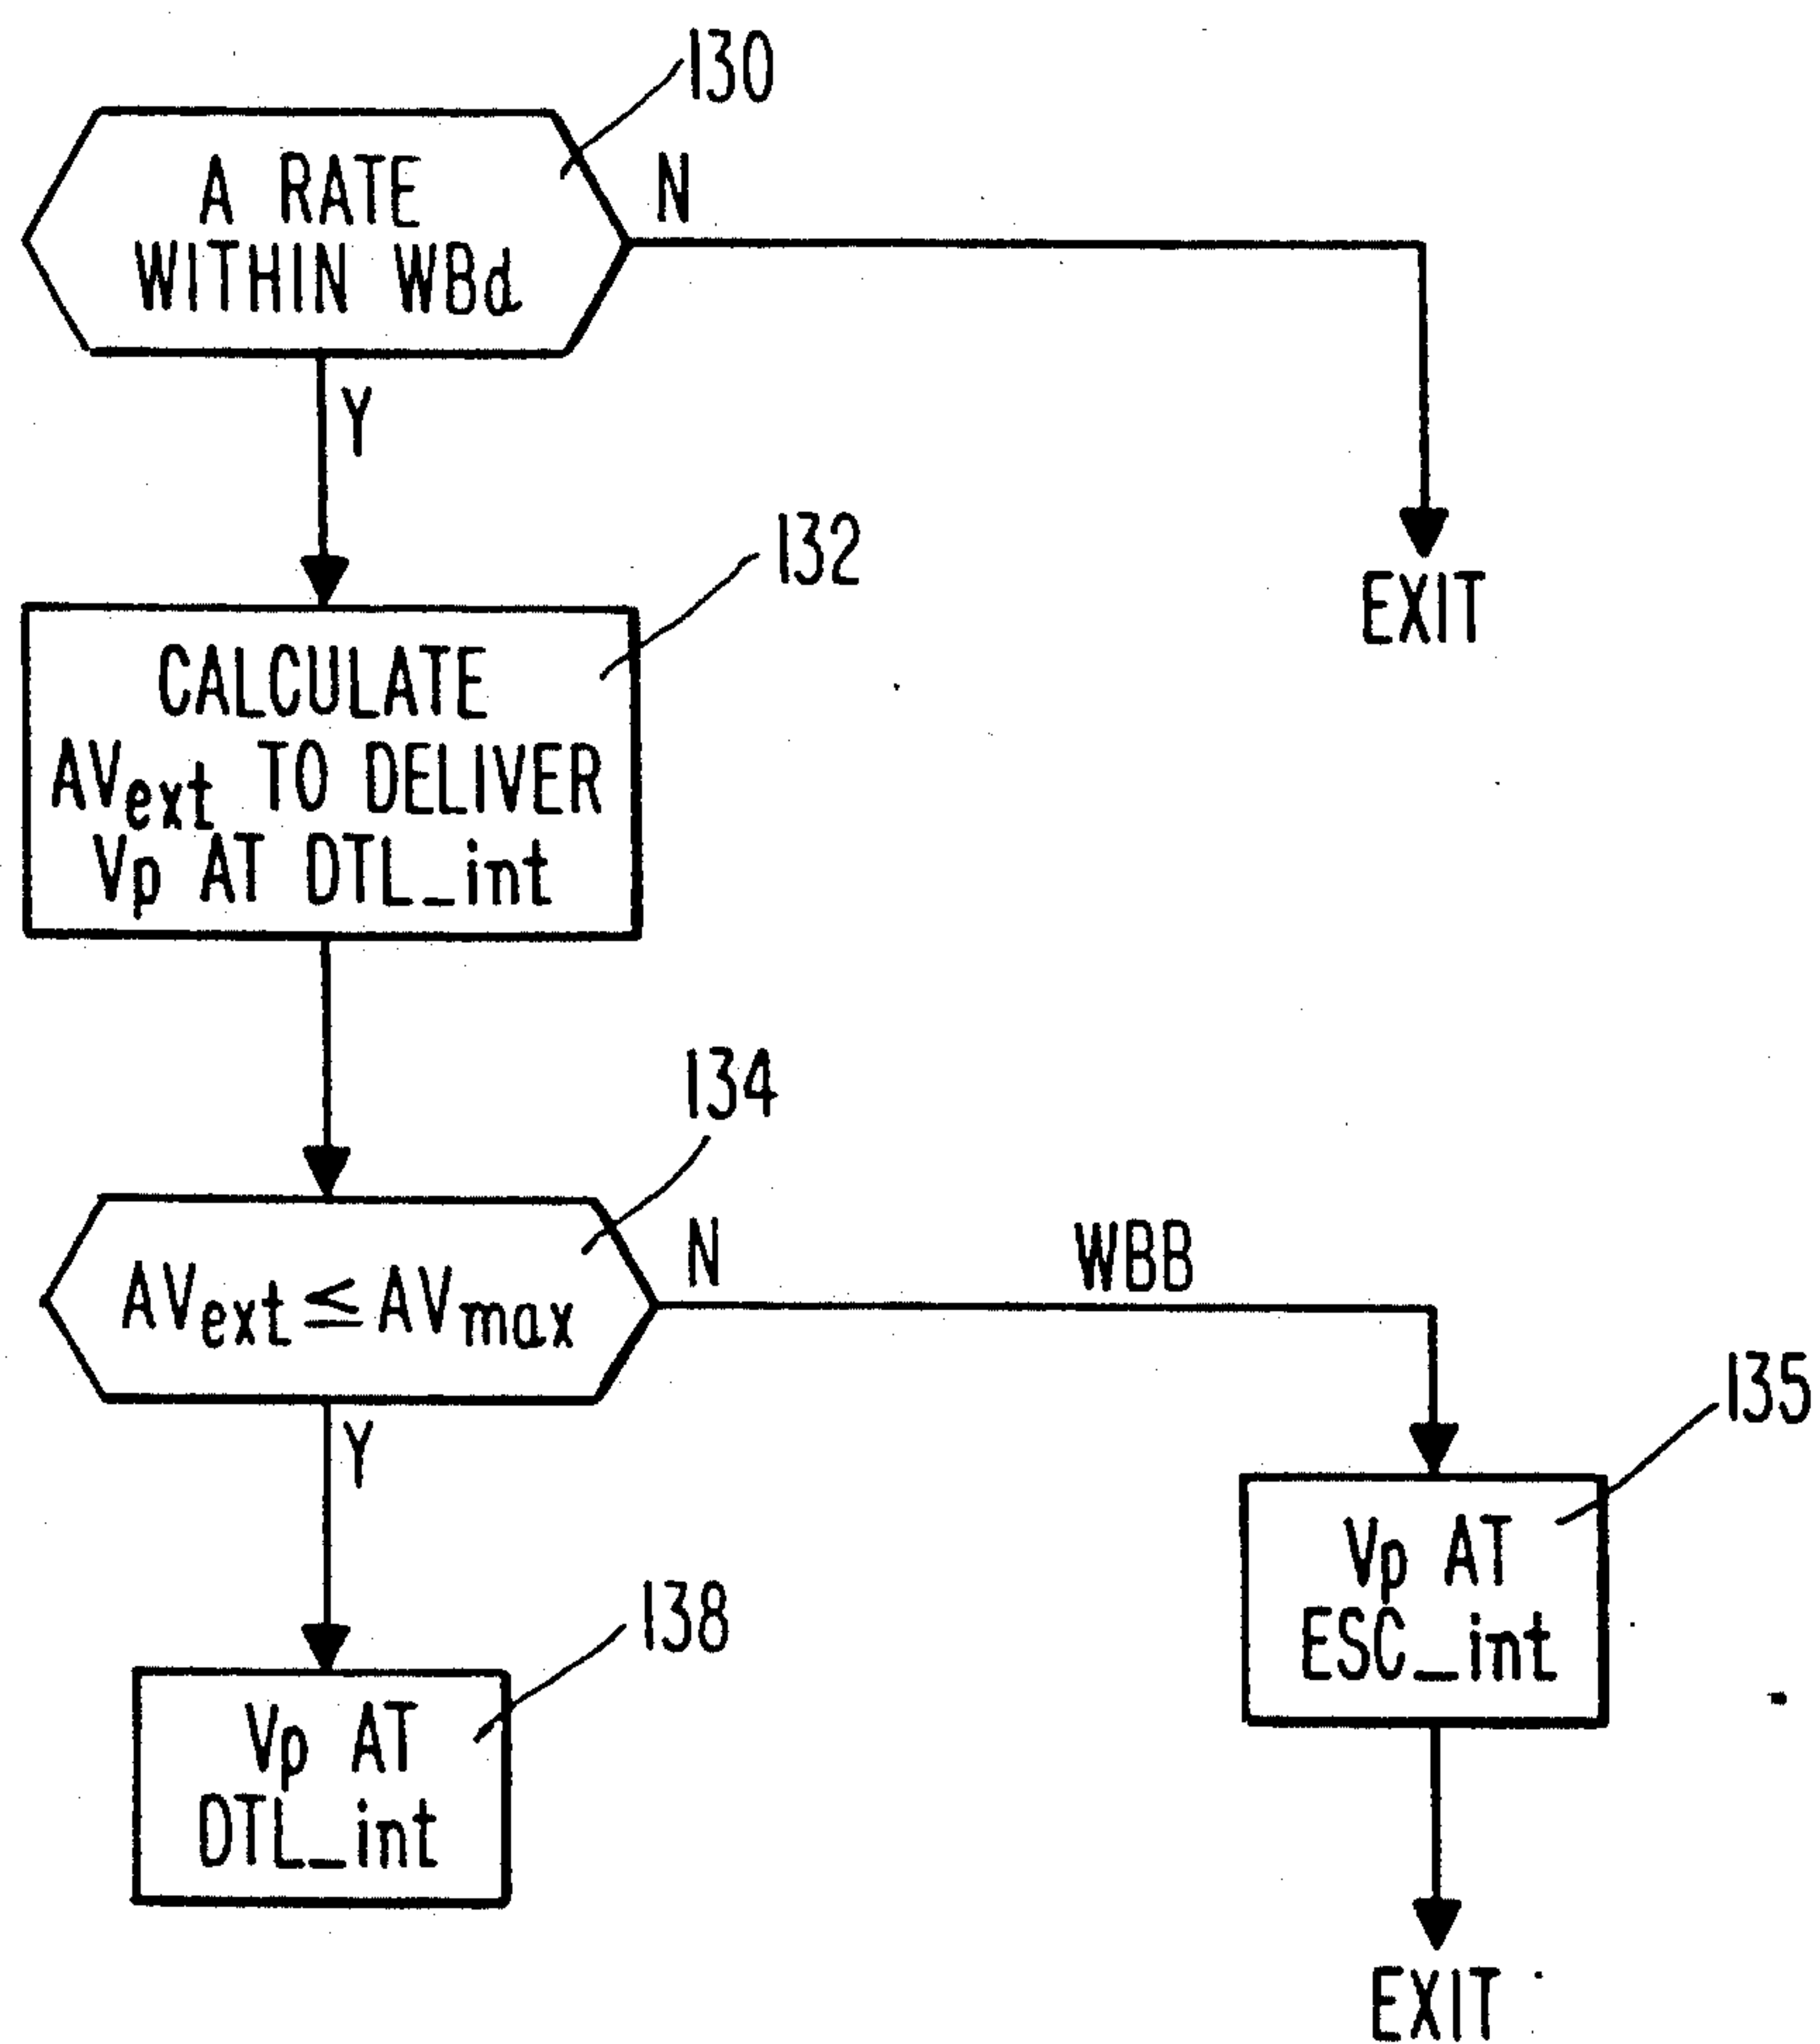 130
A RATE
WITHIN WBd
N
Y
EXIT
132
CALCULATE
AVext TO DELIVER
Vp AT DTL_int
134
AVext ≤ AVmax
N
WBB
Y
135
Vp AT
ESC_int
138
Vp AT
DTL_int
EXIT